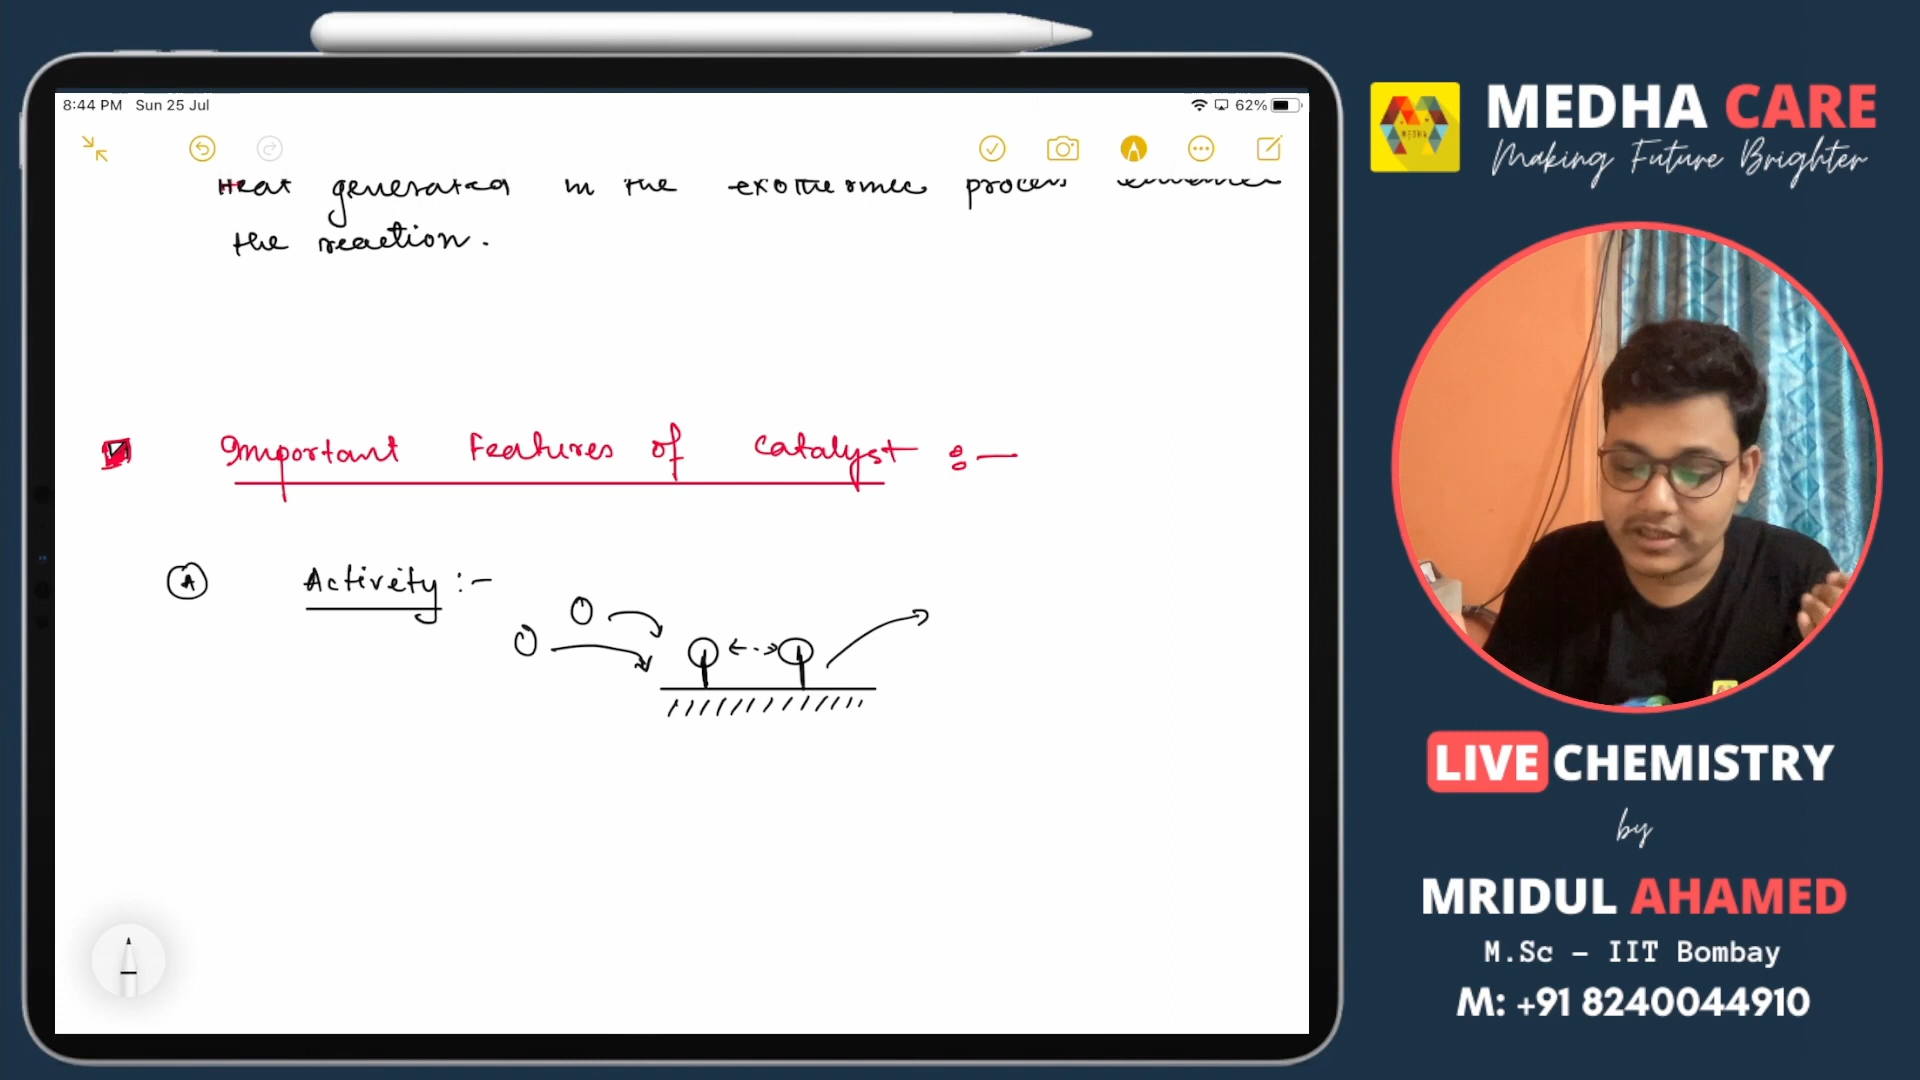 8:44 PM Sun 25 Jul
62%
Heat generated in the exothermic process
the reaction.
Important Features of Catalyst :—
A Activity :-
MEDHA CARE
Making Future Brighter
MEDHA
LIVE CHEMISTRY
by
MRIDUL AHAMED
M.Sc – IIT Bombay
M: +91 8240044910